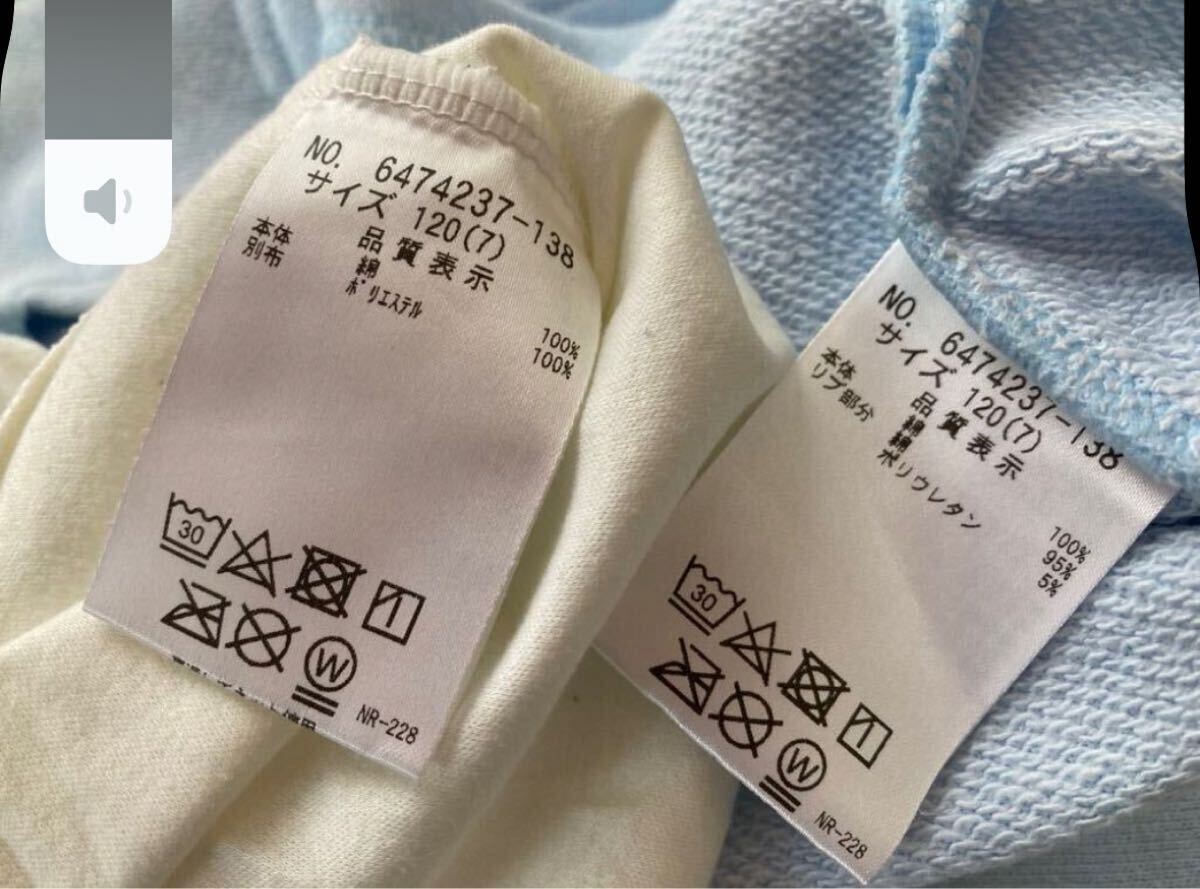 NO. 6474237-138
サイズ 120(7)
品質表示
本体 綿 100%
別布 ポリエステル 100%
30
W
NR-228
NO. 6474237-138
サイズ 120(7)
品質表示
本体 綿 100%
リブ部分 綿 95%
ポリウレタン 5%
30
W
NR-228